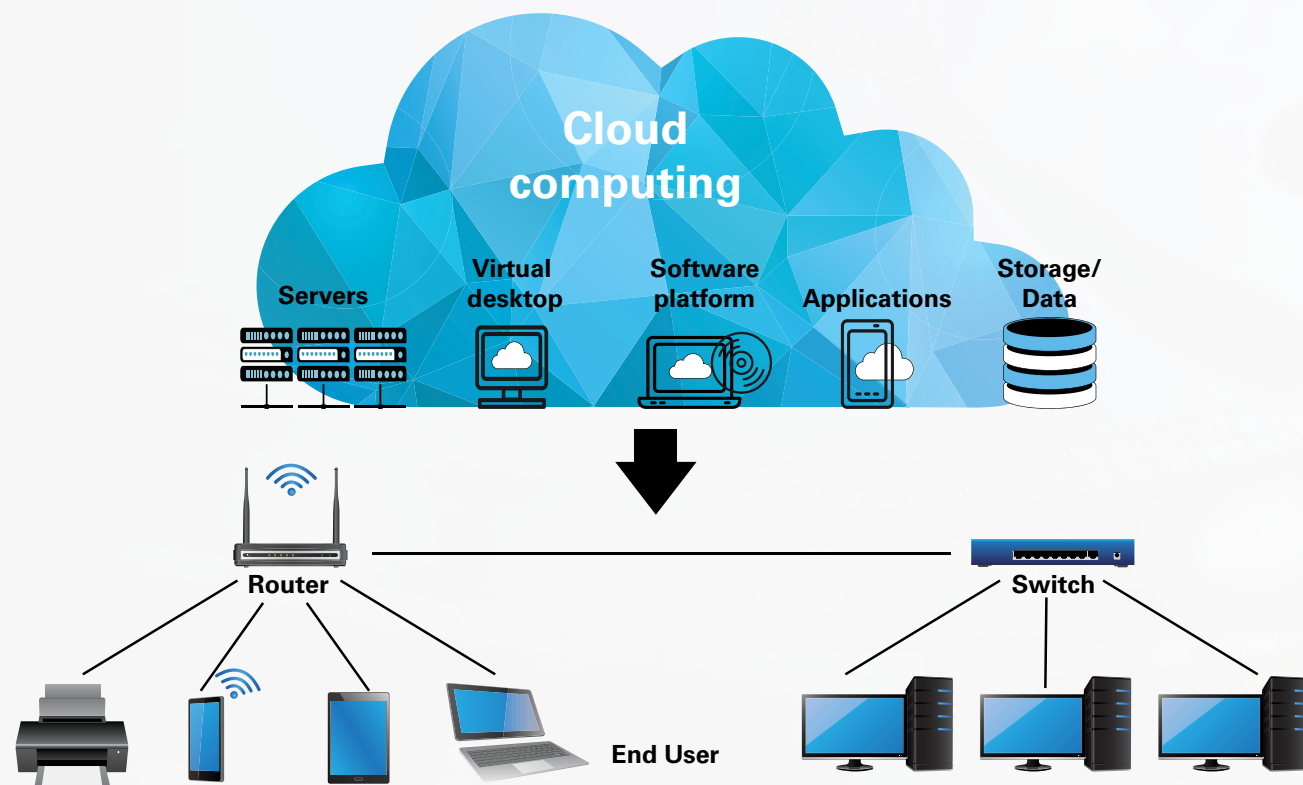 Cloud
computing
Servers
Virtual
desktop
Software
platform
Applications
Storage/
Data
Router
Switch
End User